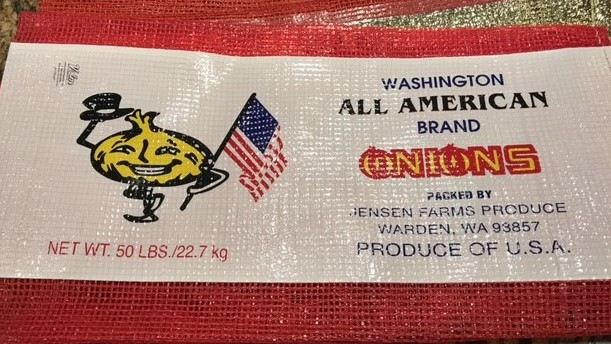 WASHINGTON
ALL AMERICAN
BRAND
ONIONS
PACKED BY
JENSEN FARMS PRODUCE
WARDEN, WA 93857
PRODUCE OF U.S.A.
NET WT. 50 LBS./22.7 kg